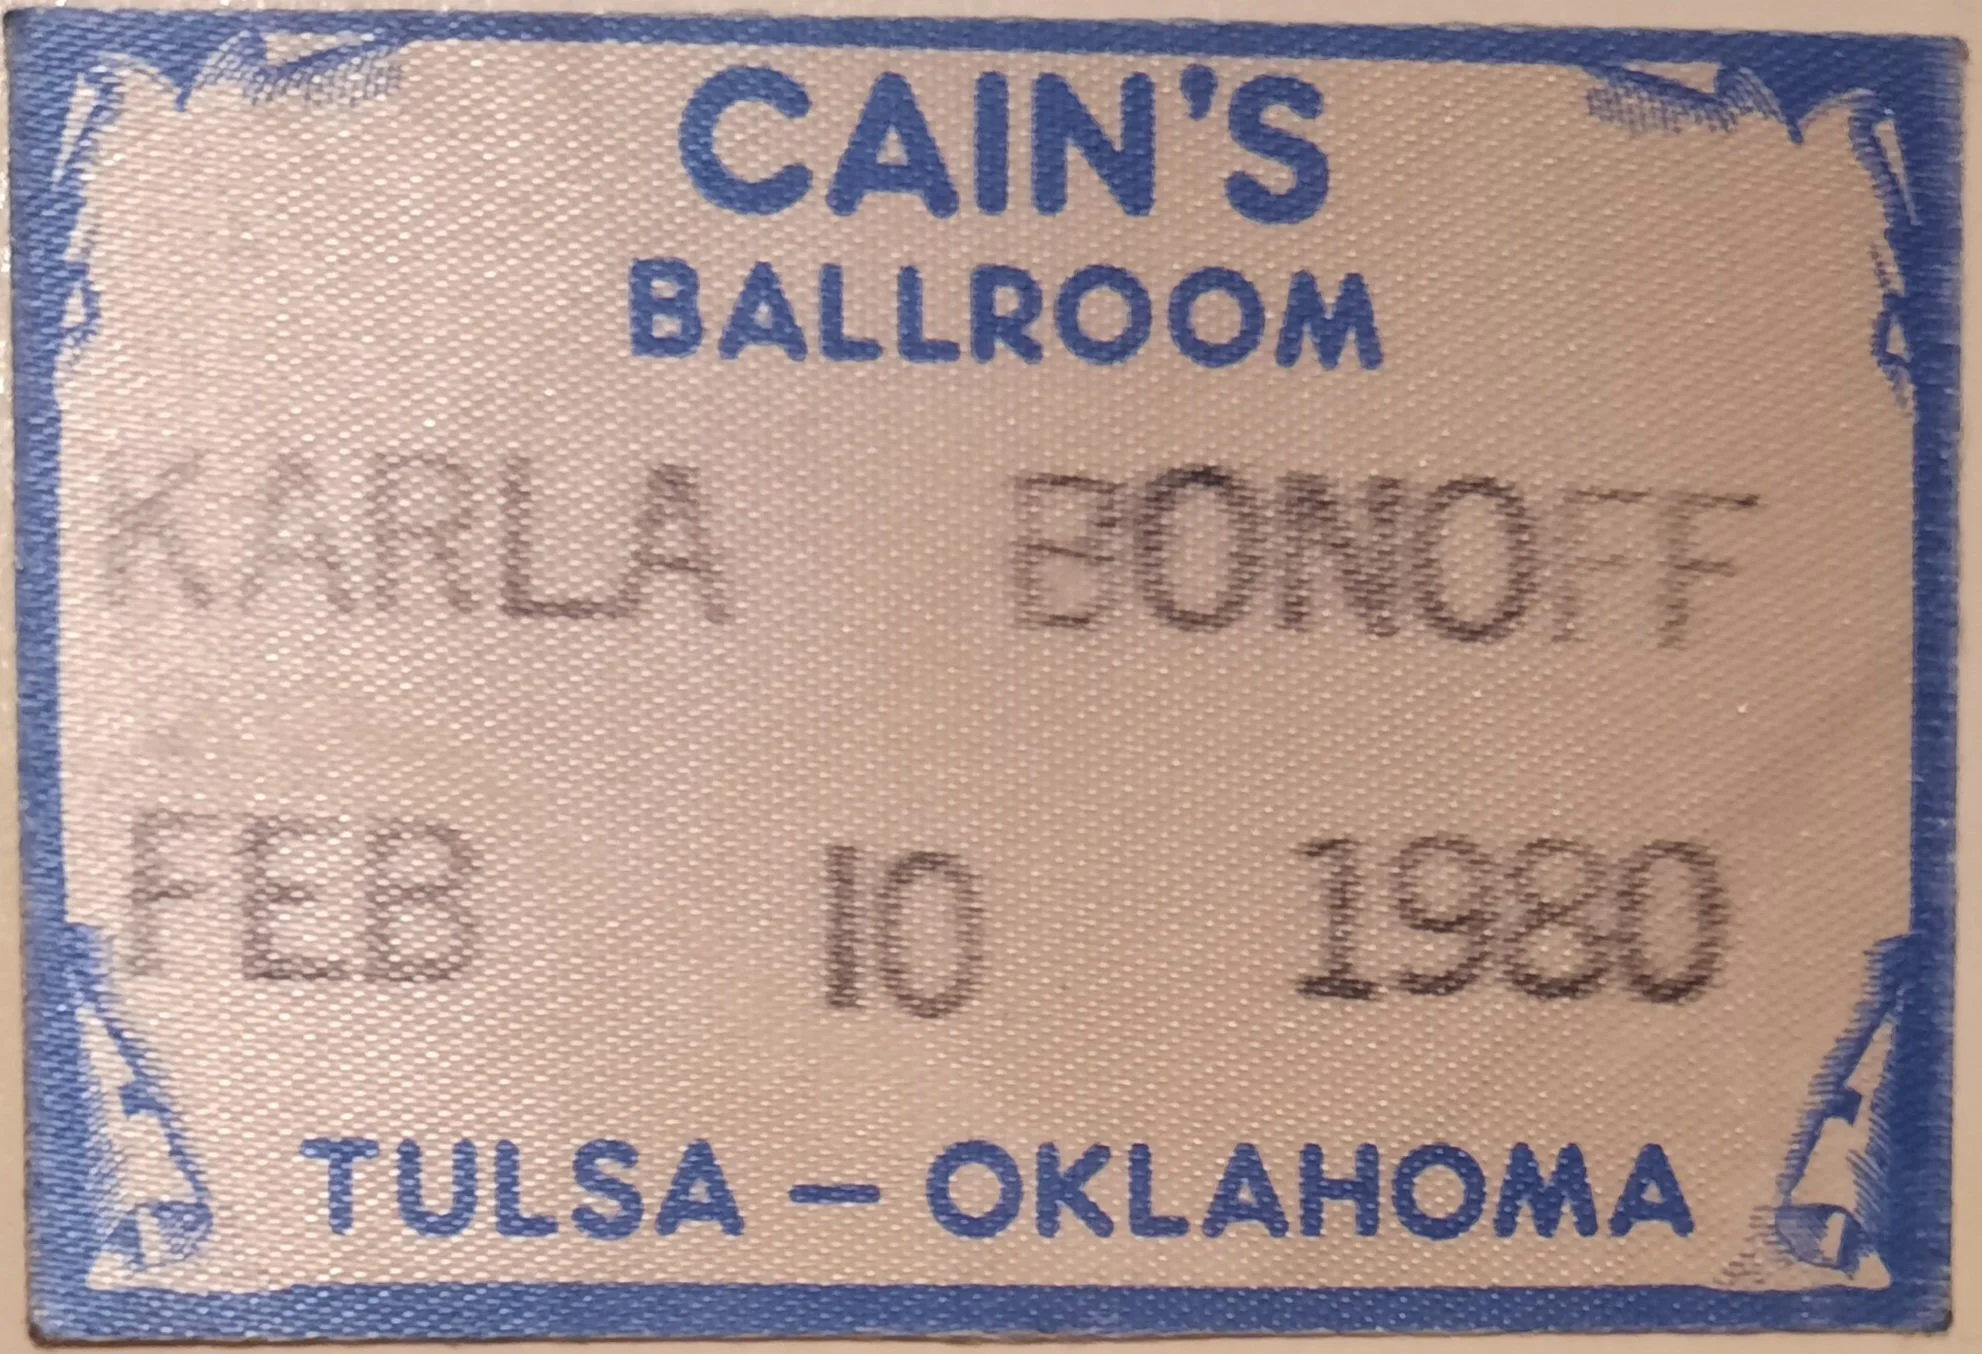 CAIN'S
BALLROOM
KARLA BONOFF
FEB 10 1980
TULSA — OKLAHOMA